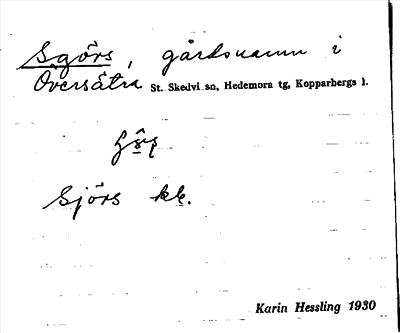 Sgörs, gårdsnamn i
Översätra St. Skedvi sn, Hedemora tg, Kopparbergs l.
Sjörs kk.
Karin Hessling 1930